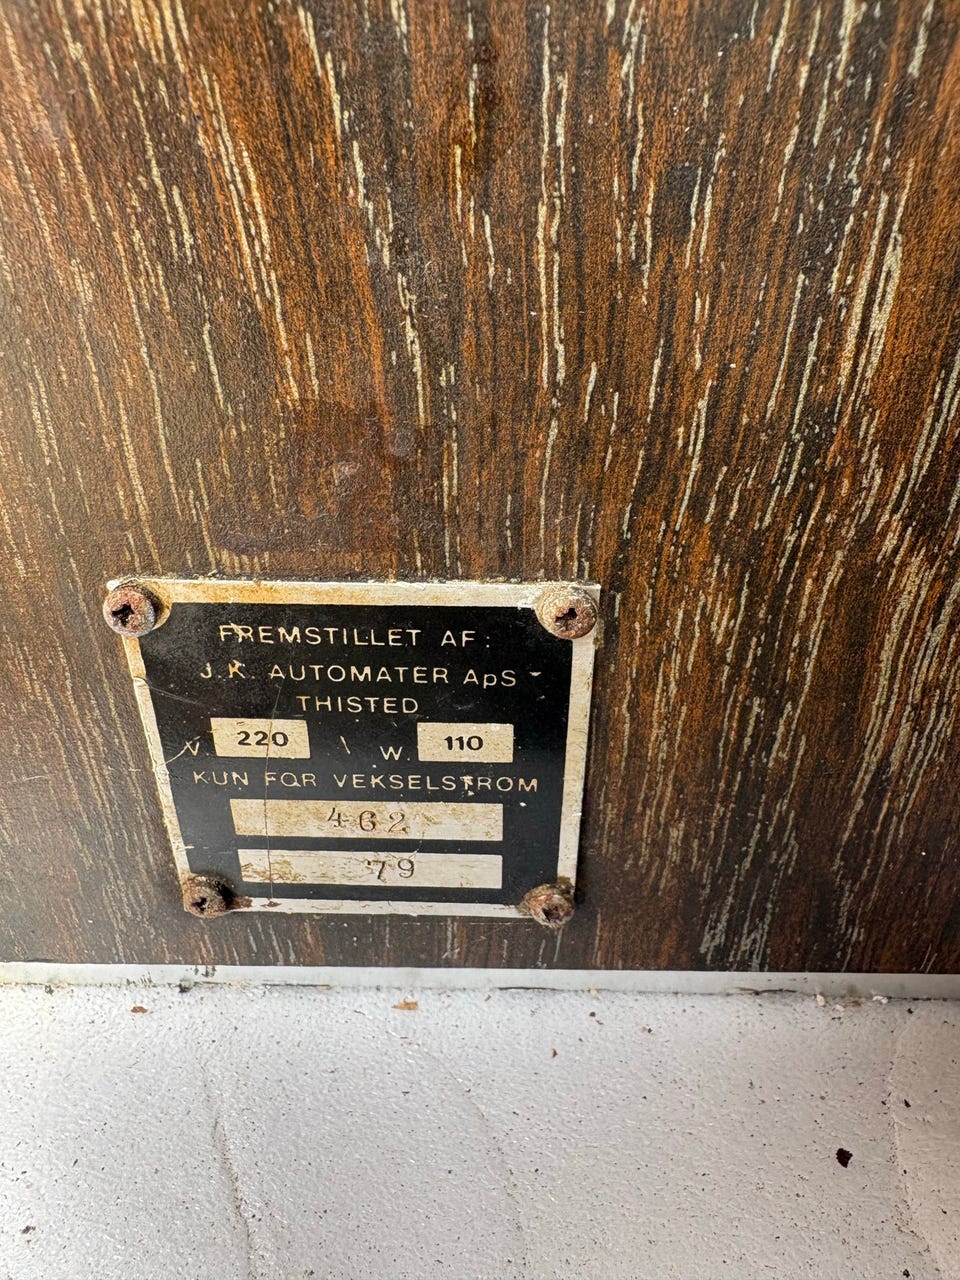 FREMSTILLET AF:
J.K. AUTOMATER ApS
THISTED
V. 220 W. 110
KUN FOR VEKSELSTRØM
462
79